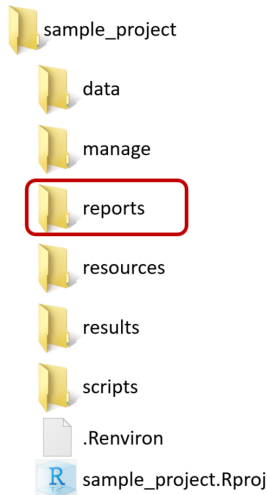 sample_project
data
manage
reports
resources
results
scripts
.Renviron
R
sample_project.Rproj